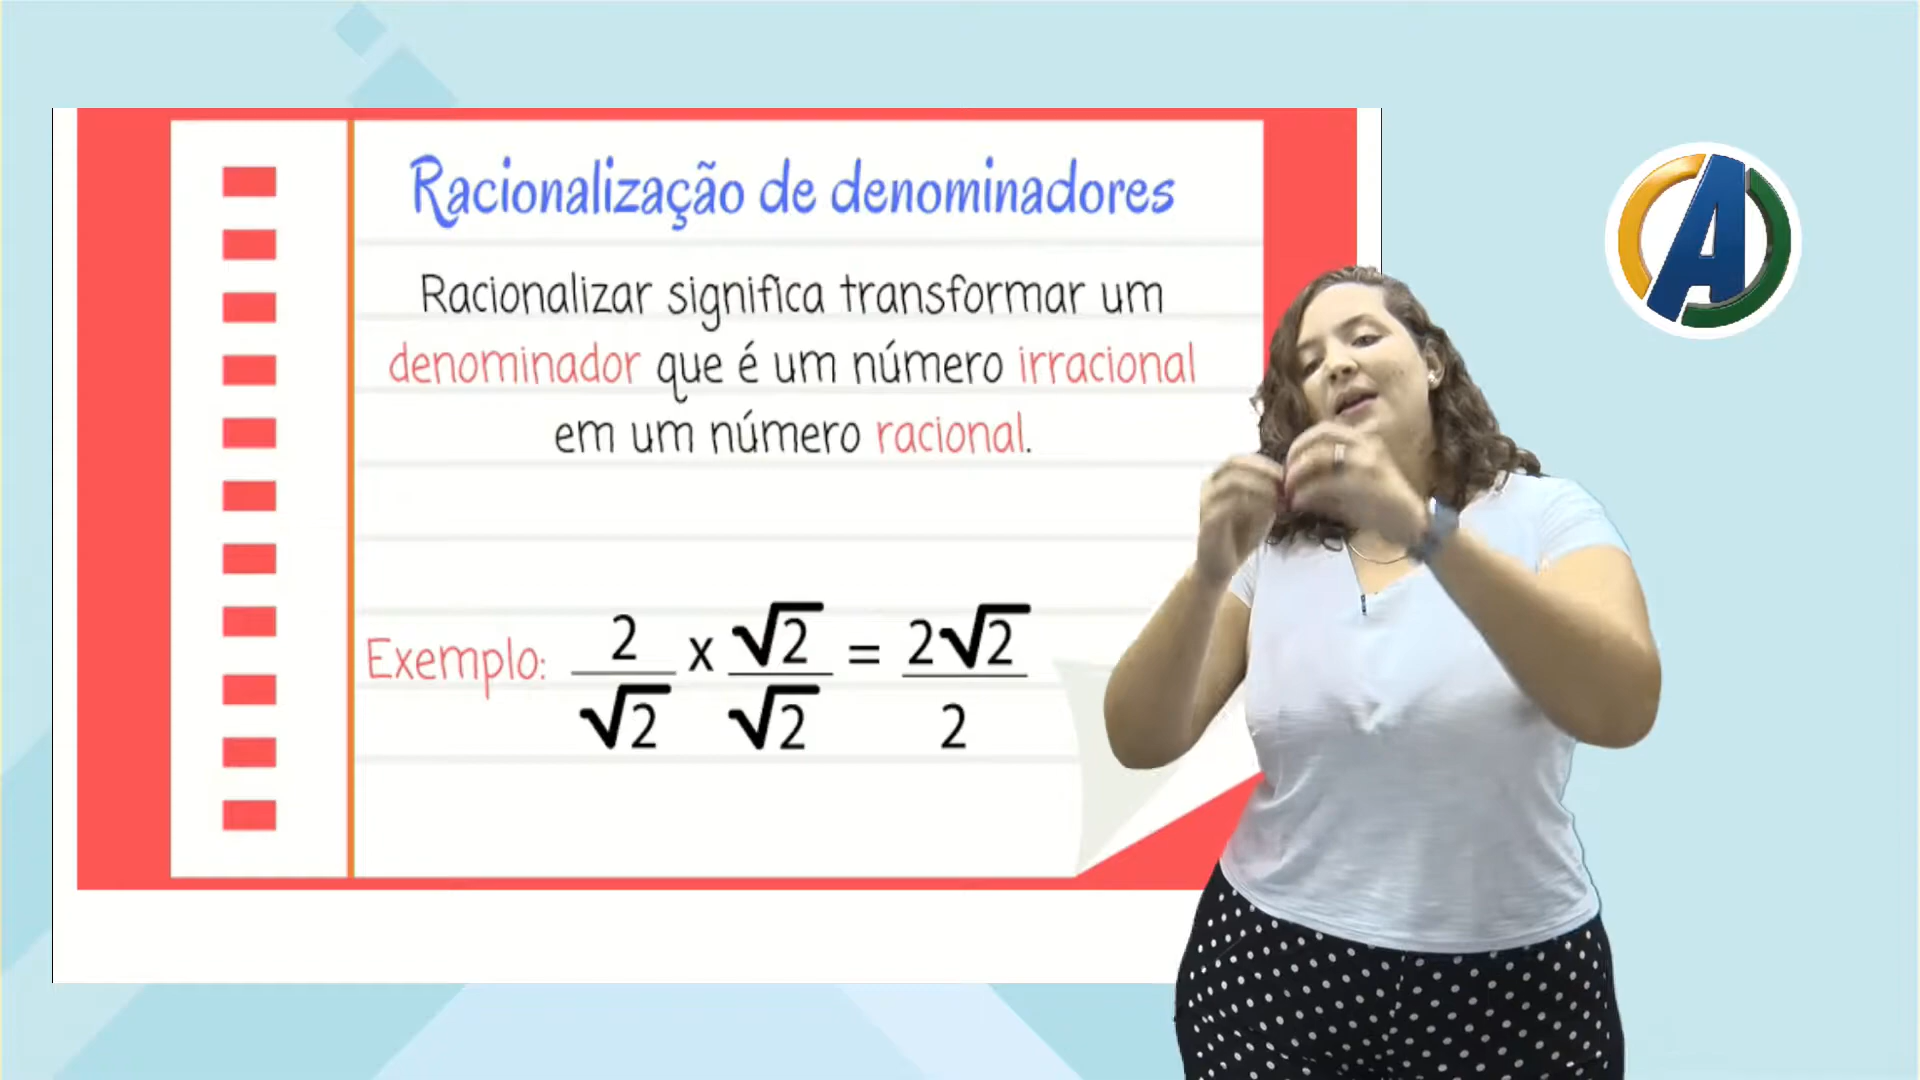 Racionalização de denominadores
Racionalizar significa transformar um
denominador que é um número irracional
em um número racional.
Exemplo: 2/√2 x √2/√2 = 2√2/2
A